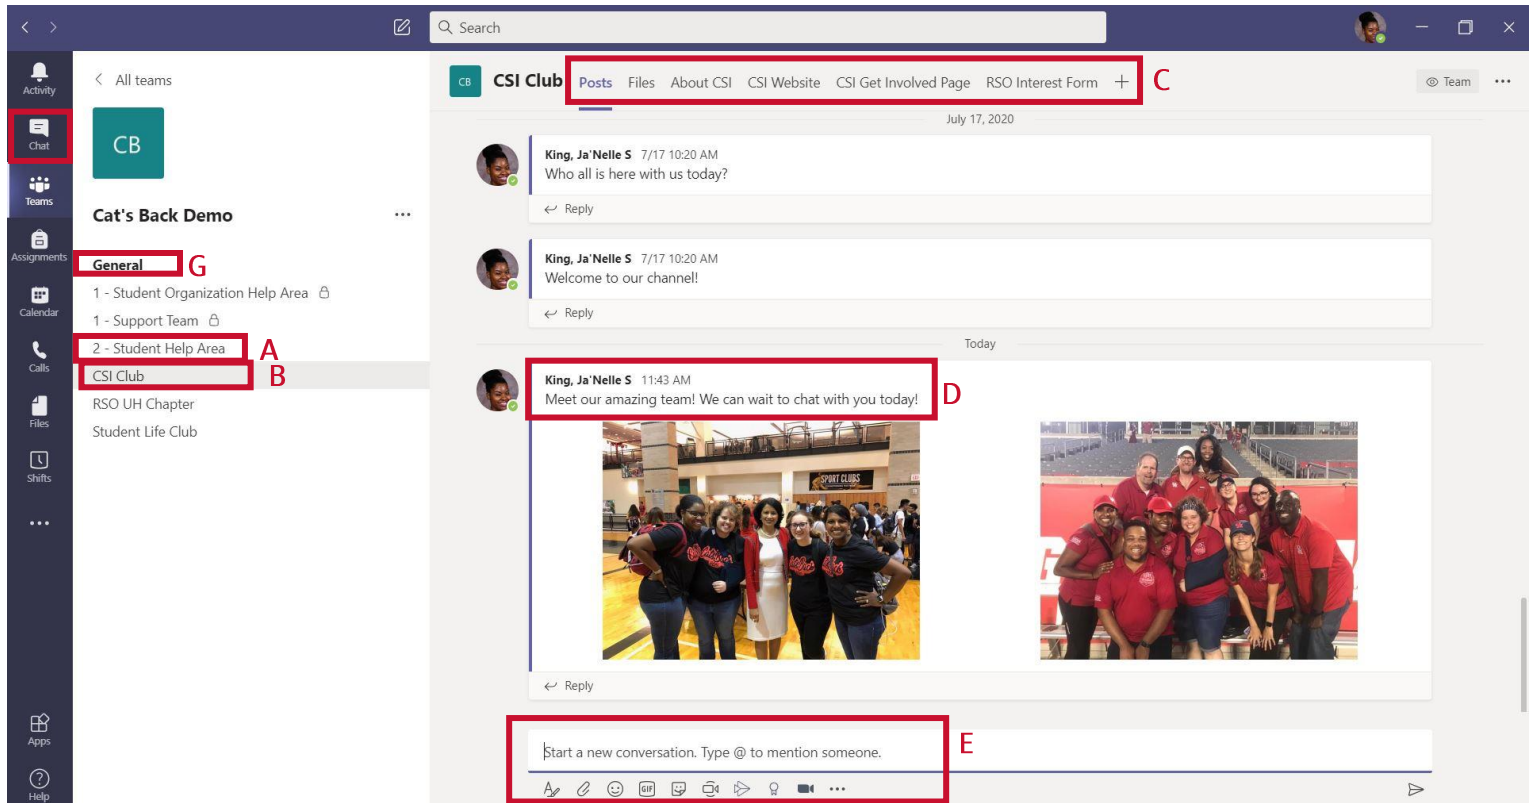 Search
Activity
Chat
Teams
Assignments
Calendar
Calls
Files
Shifts
Apps
Help
All teams
CB
Cat's Back Demo
General
G
1 - Student Organization Help Area
1 - Support Team
2 - Student Help Area
A
CSI Club
B
RSO UH Chapter
Student Life Club
CB CSI Club Posts Files About CSI CSI Website CSI Get Involved Page RSO Interest Form + C Team
July 17, 2020
King, Ja'Nelle S 7/17 10:20 AM
Who all is here with us today?
Reply
King, Ja'Nelle S 7/17 10:20 AM
Welcome to our channel!
Reply
Today
King, Ja'Nelle S 11:43 AM
Meet our amazing team! We can wait to chat with you today!
D
SPORT CLUBS
Reply
Start a new conversation. Type @ to mention someone.
E
GIF